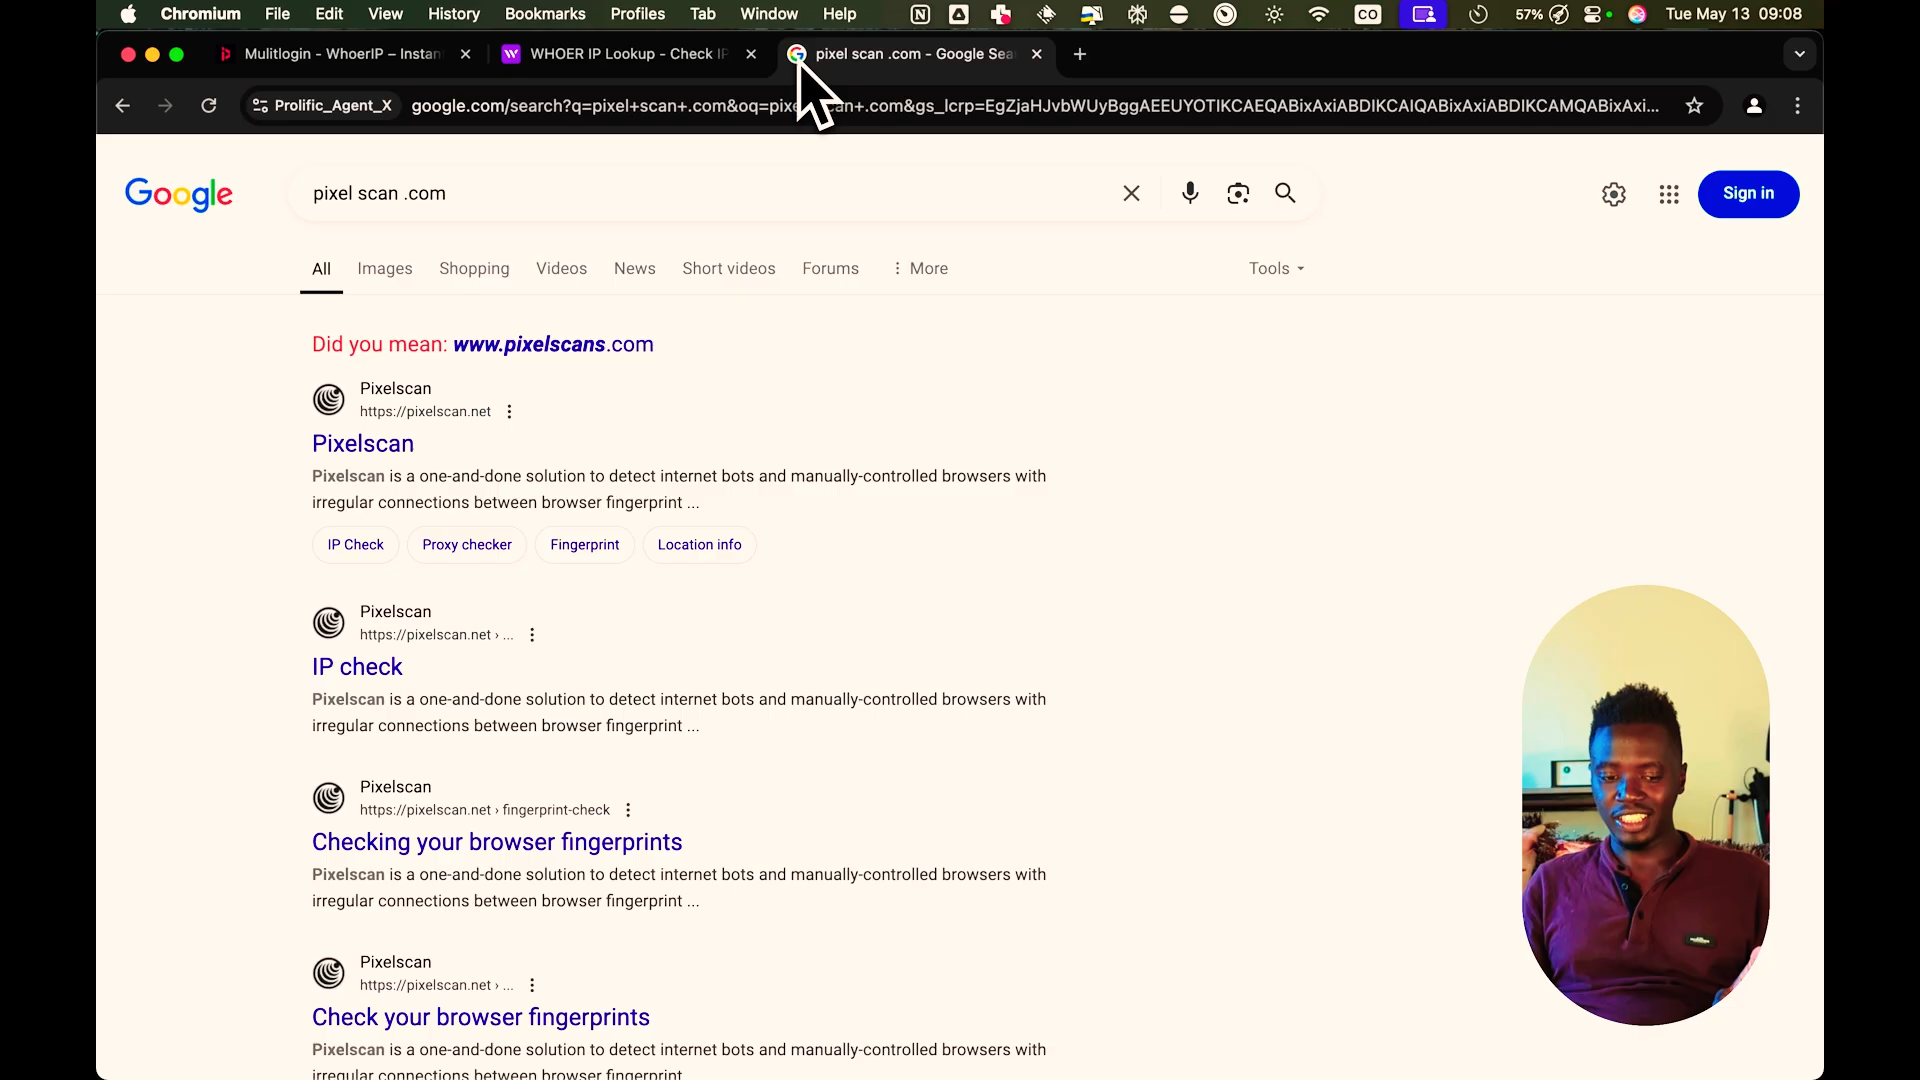 Chromium File Edit View History Bookmarks Profiles Tab Window Help CO 57% Tue May 13 09:08
Mulitlogin - WhoerIP – Instan
WHOER IP Lookup - Check IP
pixel scan .com - Google Sea
Prolific_Agent_X
google.com/search?q=pixel+scan+.com&oq=pixe an+.com&gs_lcrp=EgZjaHJvbWUyBggAEEUYOTIKCAEQABixAxiABDIKCAIQABixAxiABDIKCAMQABixAxi...
Google
pixel scan .com
Sign in
All Images Shopping Videos News Short videos Forums More Tools
Did you mean: www.pixelscans.com
Pixelscan
https://pixelscan.net
Pixelscan
Pixelscan is a one-and-done solution to detect internet bots and manually-controlled browsers with
irregular connections between browser fingerprint ...
IP Check Proxy checker Fingerprint Location info
Pixelscan
https://pixelscan.net › ...
IP check
Pixelscan is a one-and-done solution to detect internet bots and manually-controlled browsers with
irregular connections between browser fingerprint ...
Pixelscan
https://pixelscan.net › fingerprint-check
Checking your browser fingerprints
Pixelscan is a one-and-done solution to detect internet bots and manually-controlled browsers with
irregular connections between browser fingerprint ...
Pixelscan
https://pixelscan.net › ...
Check your browser fingerprints
Pixelscan is a one-and-done solution to detect internet bots and manually-controlled browsers with
irregular connections between browser fingerprint